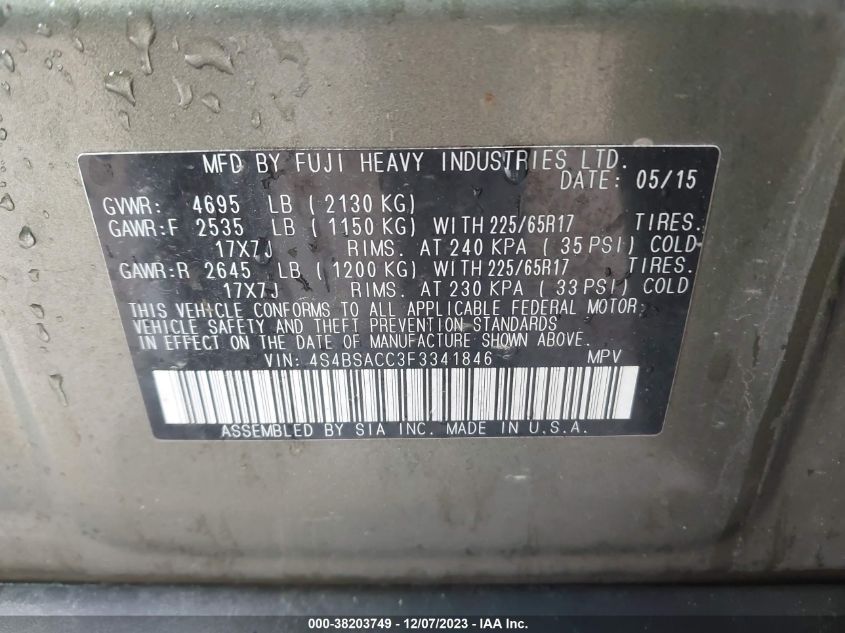 MFD BY FUJI HEAVY INDUSTRIES LTD.
DATE: 05/15
GVWR: 4695 LB ( 2130 KG)
GAWR:F 2535 LB ( 1150 KG) WITH 225/65R17 TIRES.
17X7J RIMS. AT 240 KPA ( 35 PSI) COLD
GAWR:R 2645 LB ( 1200 KG) WITH 225/65R17 TIRES.
17X7J RIMS. AT 230 KPA ( 33 PSI) COLD
THIS VEHICLE CONFORMS TO ALL APPLICABLE FEDERAL MOTOR
VEHICLE SAFETY AND THEFT PREVENTION STANDARDS
IN EFFECT ON THE DATE OF MANUFACTURE SHOWN ABOVE.
VIN: 4S4BSACC3F3341846 MPV
ASSEMBLED BY SIA INC. MADE IN U.S.A.
000-38203749 - 12/07/2023 - IAA Inc.